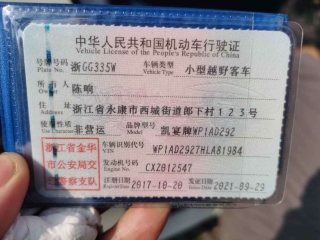 中华人民共和国机动车行驶证
Vehicle License of the People's Republic of China
号牌号码 浙GG335W 车辆类型 小型越野客车
Plate No. Vehicle Type
所有人 陈响
Owner
住址 浙江省永康市西城街道郎下村123号
Address
使用性质 非营运 品牌型号 凯宴牌WP1AD292
Use Character Model
浙江省金华 车辆识别代号 WP1AD2927HLA81984
VIN
市公安局交 发动机号码 CXZ012547
Engine No.
通警察支队 注册日期 2017-10-20 发证日期 2021-09-29
Register Date Issue Date